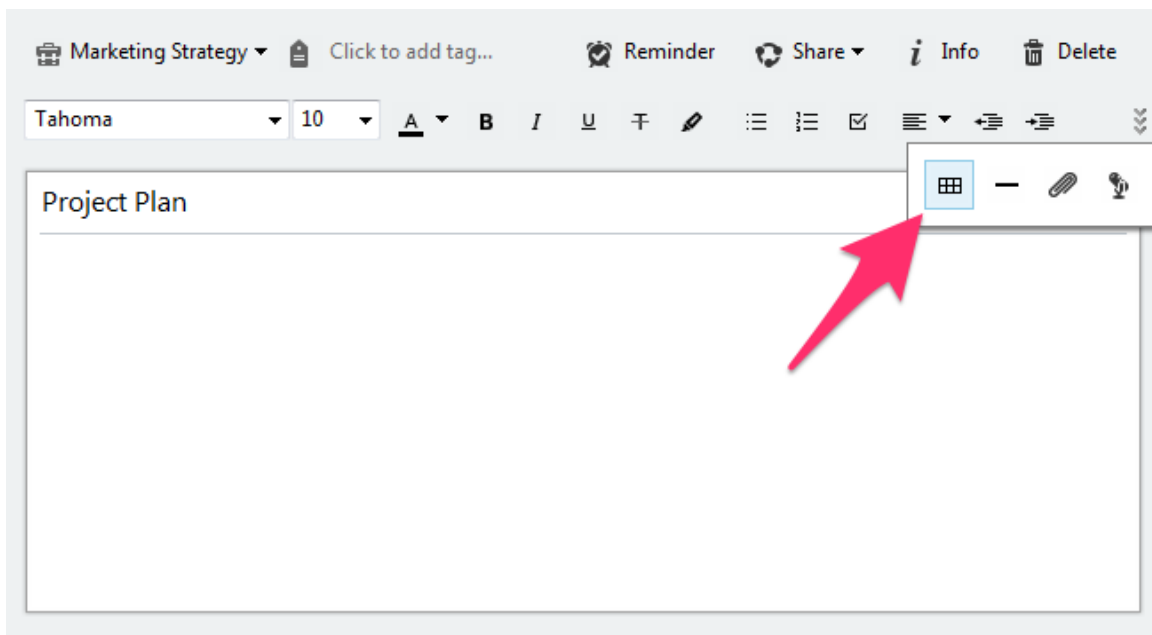 Marketing Strategy Click to add tag... Reminder Share i Info Delete
Tahoma 10 A B I U T
Project Plan